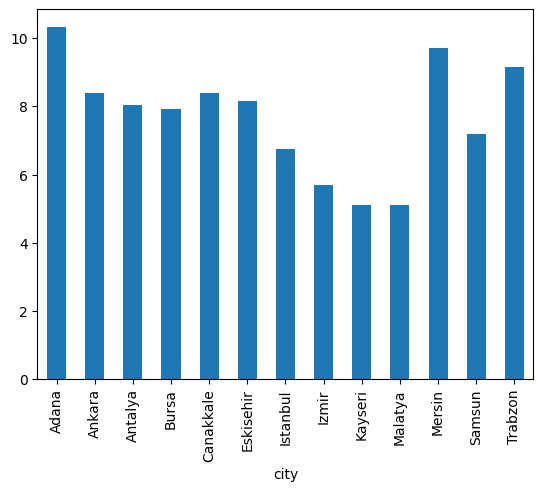 10
8
6
4
2
0
Adana
Ankara
Antalya
Bursa
Canakkale
Eskisehir
Istanbul
Izmir
Kayseri
Malatya
Mersin
Samsun
Trabzon
city